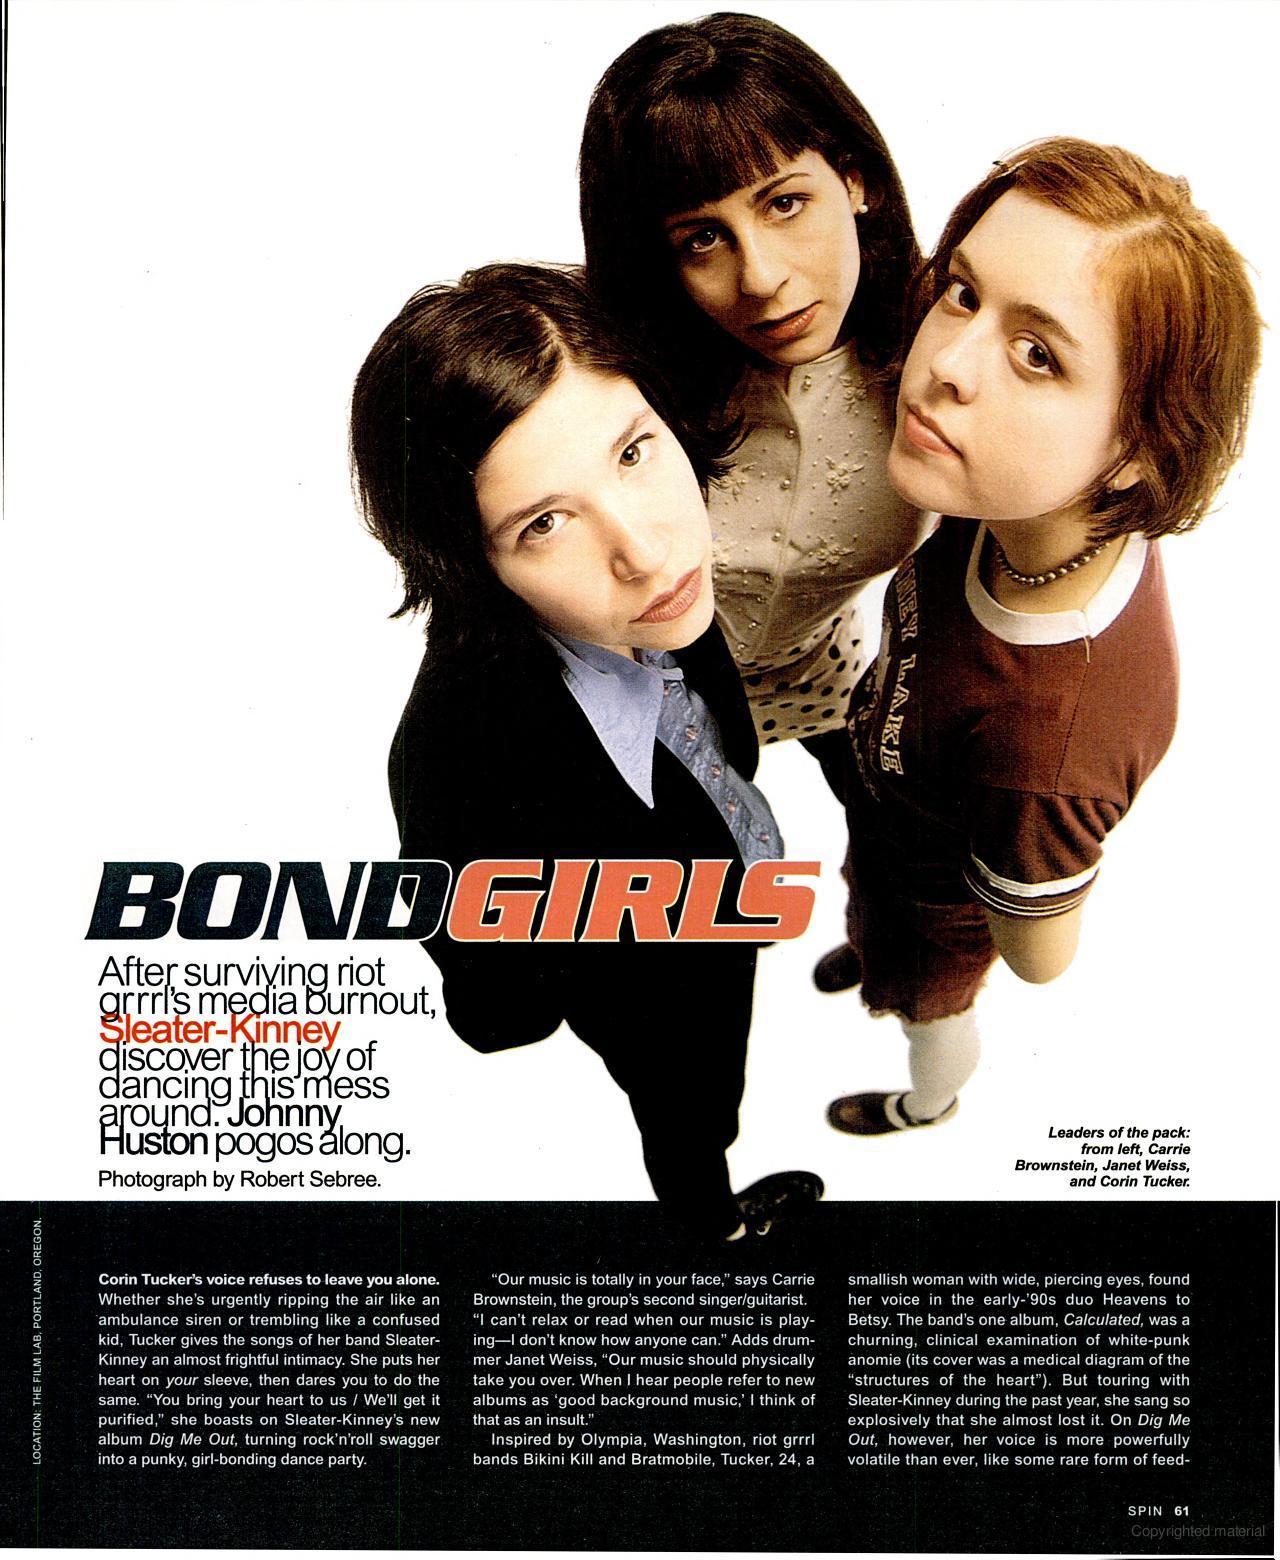 BONDGIRLS
After surviving riot
grrrl's media burnout,
Sleater-Kinney
discover the joy of
dancing this mess
around. Johnny
Huston pogos along.
Photograph by Robert Sebree.
Leaders of the pack:
from left, Carrie
Brownstein, Janet Weiss,
and Corin Tucker.
LOCATION: THE FILM LAB, PORTLAND, OREGON.
Corin Tucker's voice refuses to leave you alone.
Whether she's urgently ripping the air like an
ambulance siren or trembling like a confused
kid, Tucker gives the songs of her band Sleater-
Kinney an almost frightful intimacy. She puts her
heart on your sleeve, then dares you to do the
same. “You bring your heart to us / We'll get it
purified,” she boasts on Sleater-Kinney's new
album Dig Me Out, turning rock'n'roll swagger
into a punky, girl-bonding dance party.
“Our music is totally in your face,” says Carrie
Brownstein, the group's second singer/guitarist.
“I can't relax or read when our music is play-
ing—I don't know how anyone can.” Adds drum-
mer Janet Weiss, “Our music should physically
take you over. When I hear people refer to new
albums as ‘good background music,’ I think of
that as an insult.”
Inspired by Olympia, Washington, riot grrrl
bands Bikini Kill and Bratmobile, Tucker, 24, a
smallish woman with wide, piercing eyes, found
her voice in the early-'90s duo Heavens to
Betsy. The band's one album, Calculated, was a
churning, clinical examination of white-punk
anomie (its cover was a medical diagram of the
“structures of the heart”). But touring with
Sleater-Kinney during the past year, she sang so
explosively that she almost lost it. On Dig Me
Out, however, her voice is more powerfully
volatile than ever, like some rare form of feed-
SPIN 61
Copyrighted material